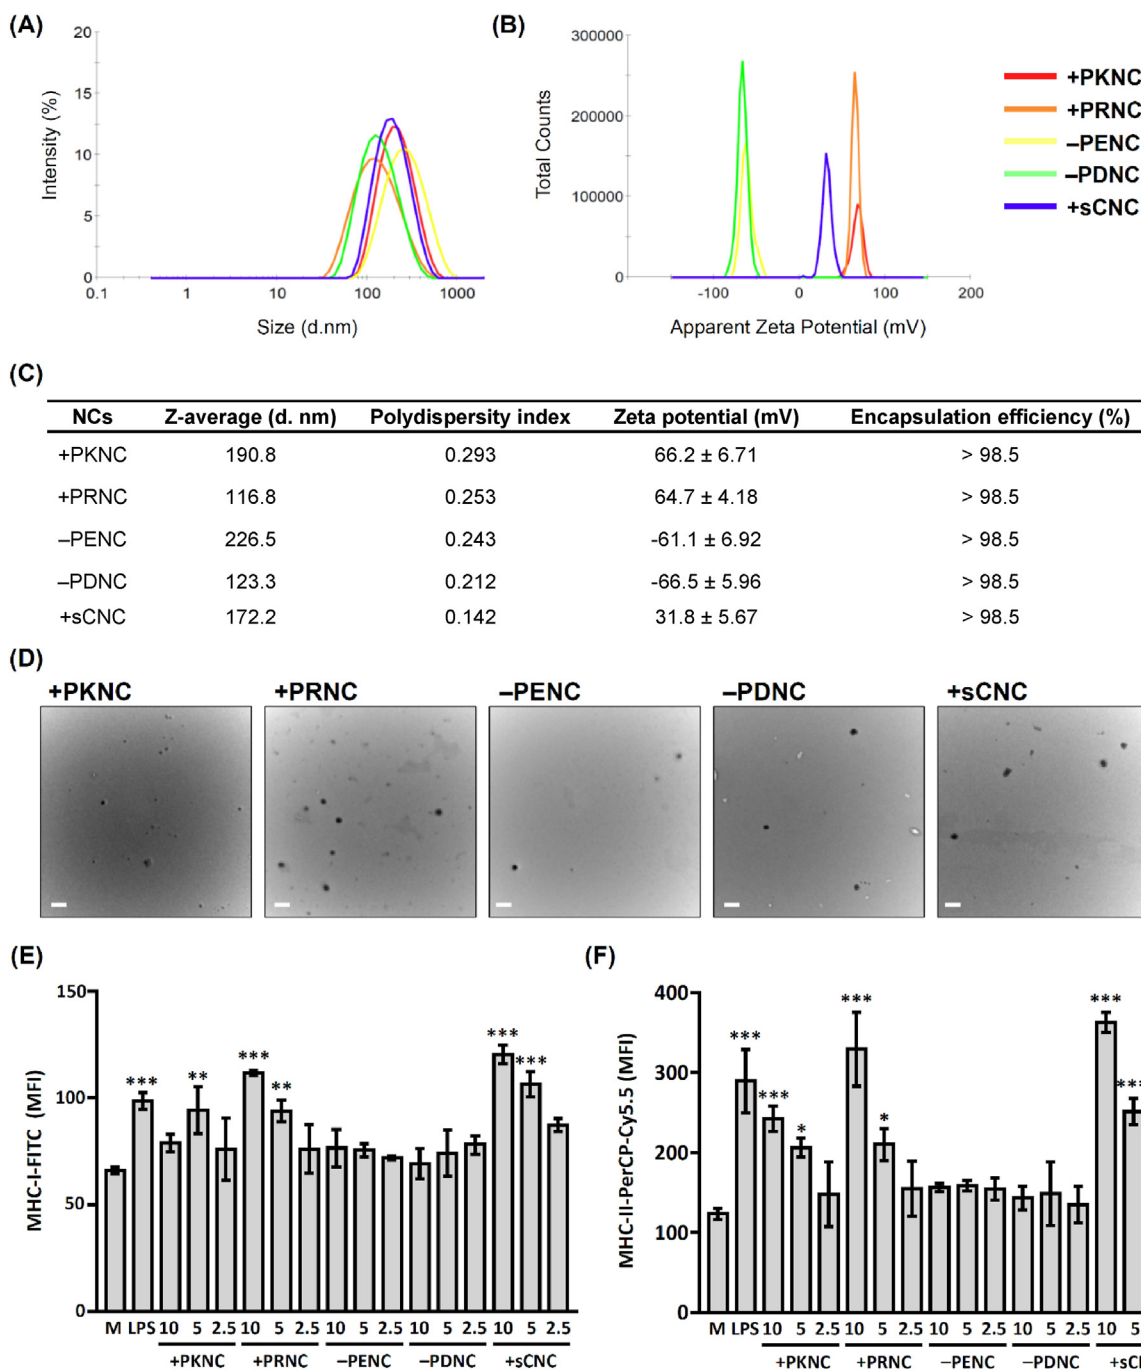 (A)
20
15
10
5
0
Intensity (%)
0.1 1 10 100 1000
Size (d.nm)
(B)
300000
200000
100000
0
Total Counts
-100 0 100 200
Apparent Zeta Potential (mV)
+PKNC
+PRNC
–PENC
–PDNC
+sCNC
(C)
NCs Z-average (d. nm) Polydispersity index Zeta potential (mV) Encapsulation efficiency (%)
+PKNC 190.8 0.293 66.2 ± 6.71 > 98.5
+PRNC 116.8 0.253 64.7 ± 4.18 > 98.5
–PENC 226.5 0.243 -61.1 ± 6.92 > 98.5
–PDNC 123.3 0.212 -66.5 ± 5.96 > 98.5
+sCNC 172.2 0.142 31.8 ± 5.67 > 98.5
(D)
+PKNC +PRNC –PENC –PDNC +sCNC
(E)
150
100
50
0
MHC-I-FITC (MFI)
*** ** *** ** *** ***
M LPS 10 5 2.5 10 5 2.5 10 5 2.5 10 5 2.5 10 5 2.5
+PKNC +PRNC –PENC –PDNC +sCNC
(F)
400
300
200
100
0
MHC-II-PerCP-Cy5.5 (MFI)
*** *** * *** * *** ***
M LPS 10 5 2.5 10 5 2.5 10 5 2.5 10 5 2.5 10 5
+PKNC +PRNC –PENC –PDNC